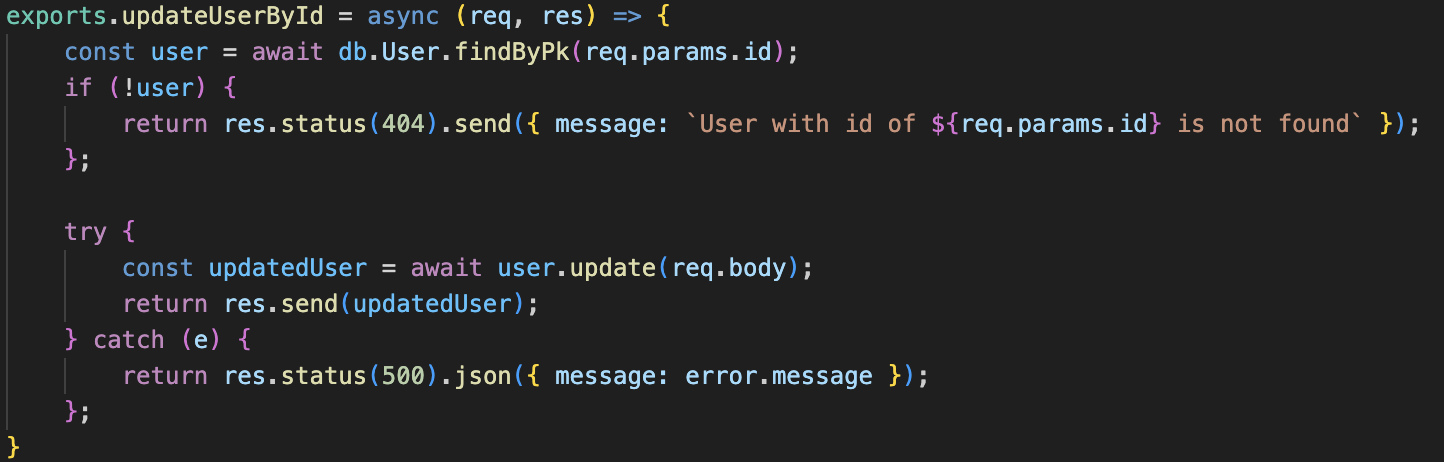 exports.updateUserById = async (req, res) => {
    const user = await db.User.findByPk(req.params.id);
    if (!user) {
        return res.status(404).send({ message: `User with id of ${req.params.id} is not found` });
    };

    try {
        const updatedUser = await user.update(req.body);
        return res.send(updatedUser);
    } catch (e) {
        return res.status(500).json({ message: error.message });
    };
}